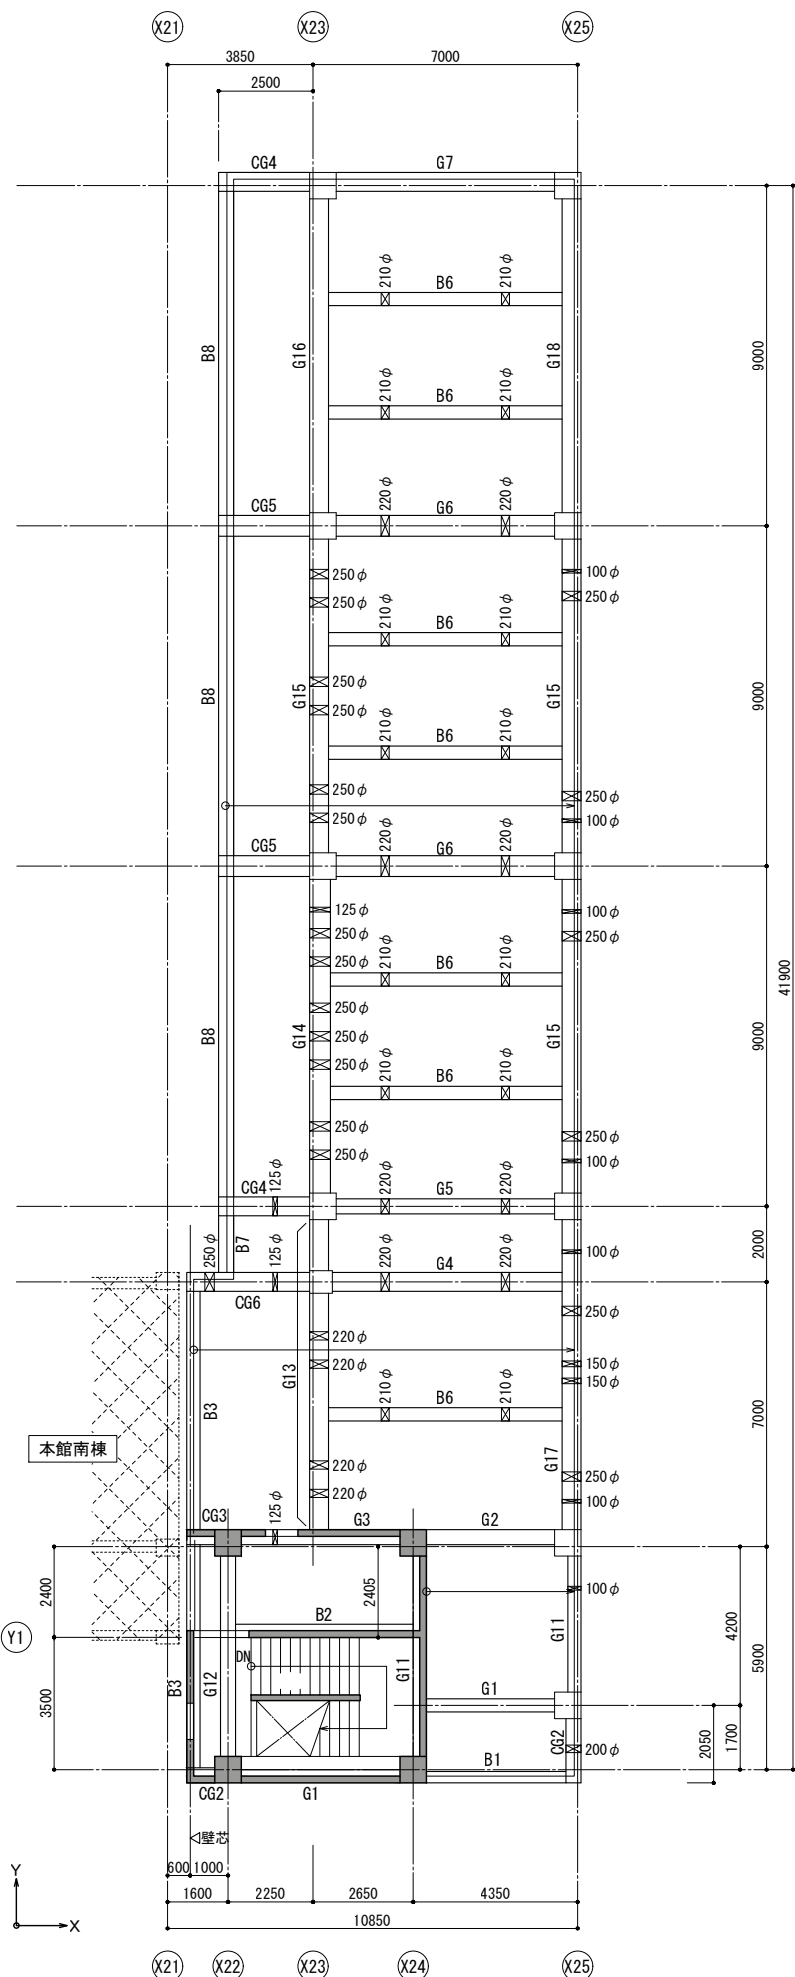 X21 X23 X25
3850 7000
2500
CG4 G7
210φ B6 210φ
B8 G16 G18 9000
210φ B6 210φ
CG5 220φ G6 220φ
250φ 100φ
250φ 250φ
210φ B6 210φ
250φ
B8 G15 G15 9000
250φ
210φ B6 210φ
250φ 250φ
250φ 100φ
CG5 220φ G6 220φ
125φ 100φ
250φ 250φ
250φ 210φ B6 210φ
41900
250φ
B8 G14 250φ G15 9000
250φ
210φ B6 210φ
250φ 250φ
250φ 100φ
CG4 125φ 220φ G5 220φ
B7 2000
250φ 125φ 220φ G4 220φ 100φ
CG6
250φ
220φ
220φ 150φ
G13 150φ
B3 210φ B6 210φ 7000
本館南棟
G17
220φ 250φ
220φ 100φ
CG3 125φ G3 G2
2400 2405 100φ 4200
B2 G11 5900
Y1
DN
B3 G12 G11
3500 G1
CG2 200φ 2050 1700
B1
CG2 G1
壁芯
600 1000
Y
1600 2250 2650 4350
X
10850
X21 X22 X23 X24 X25